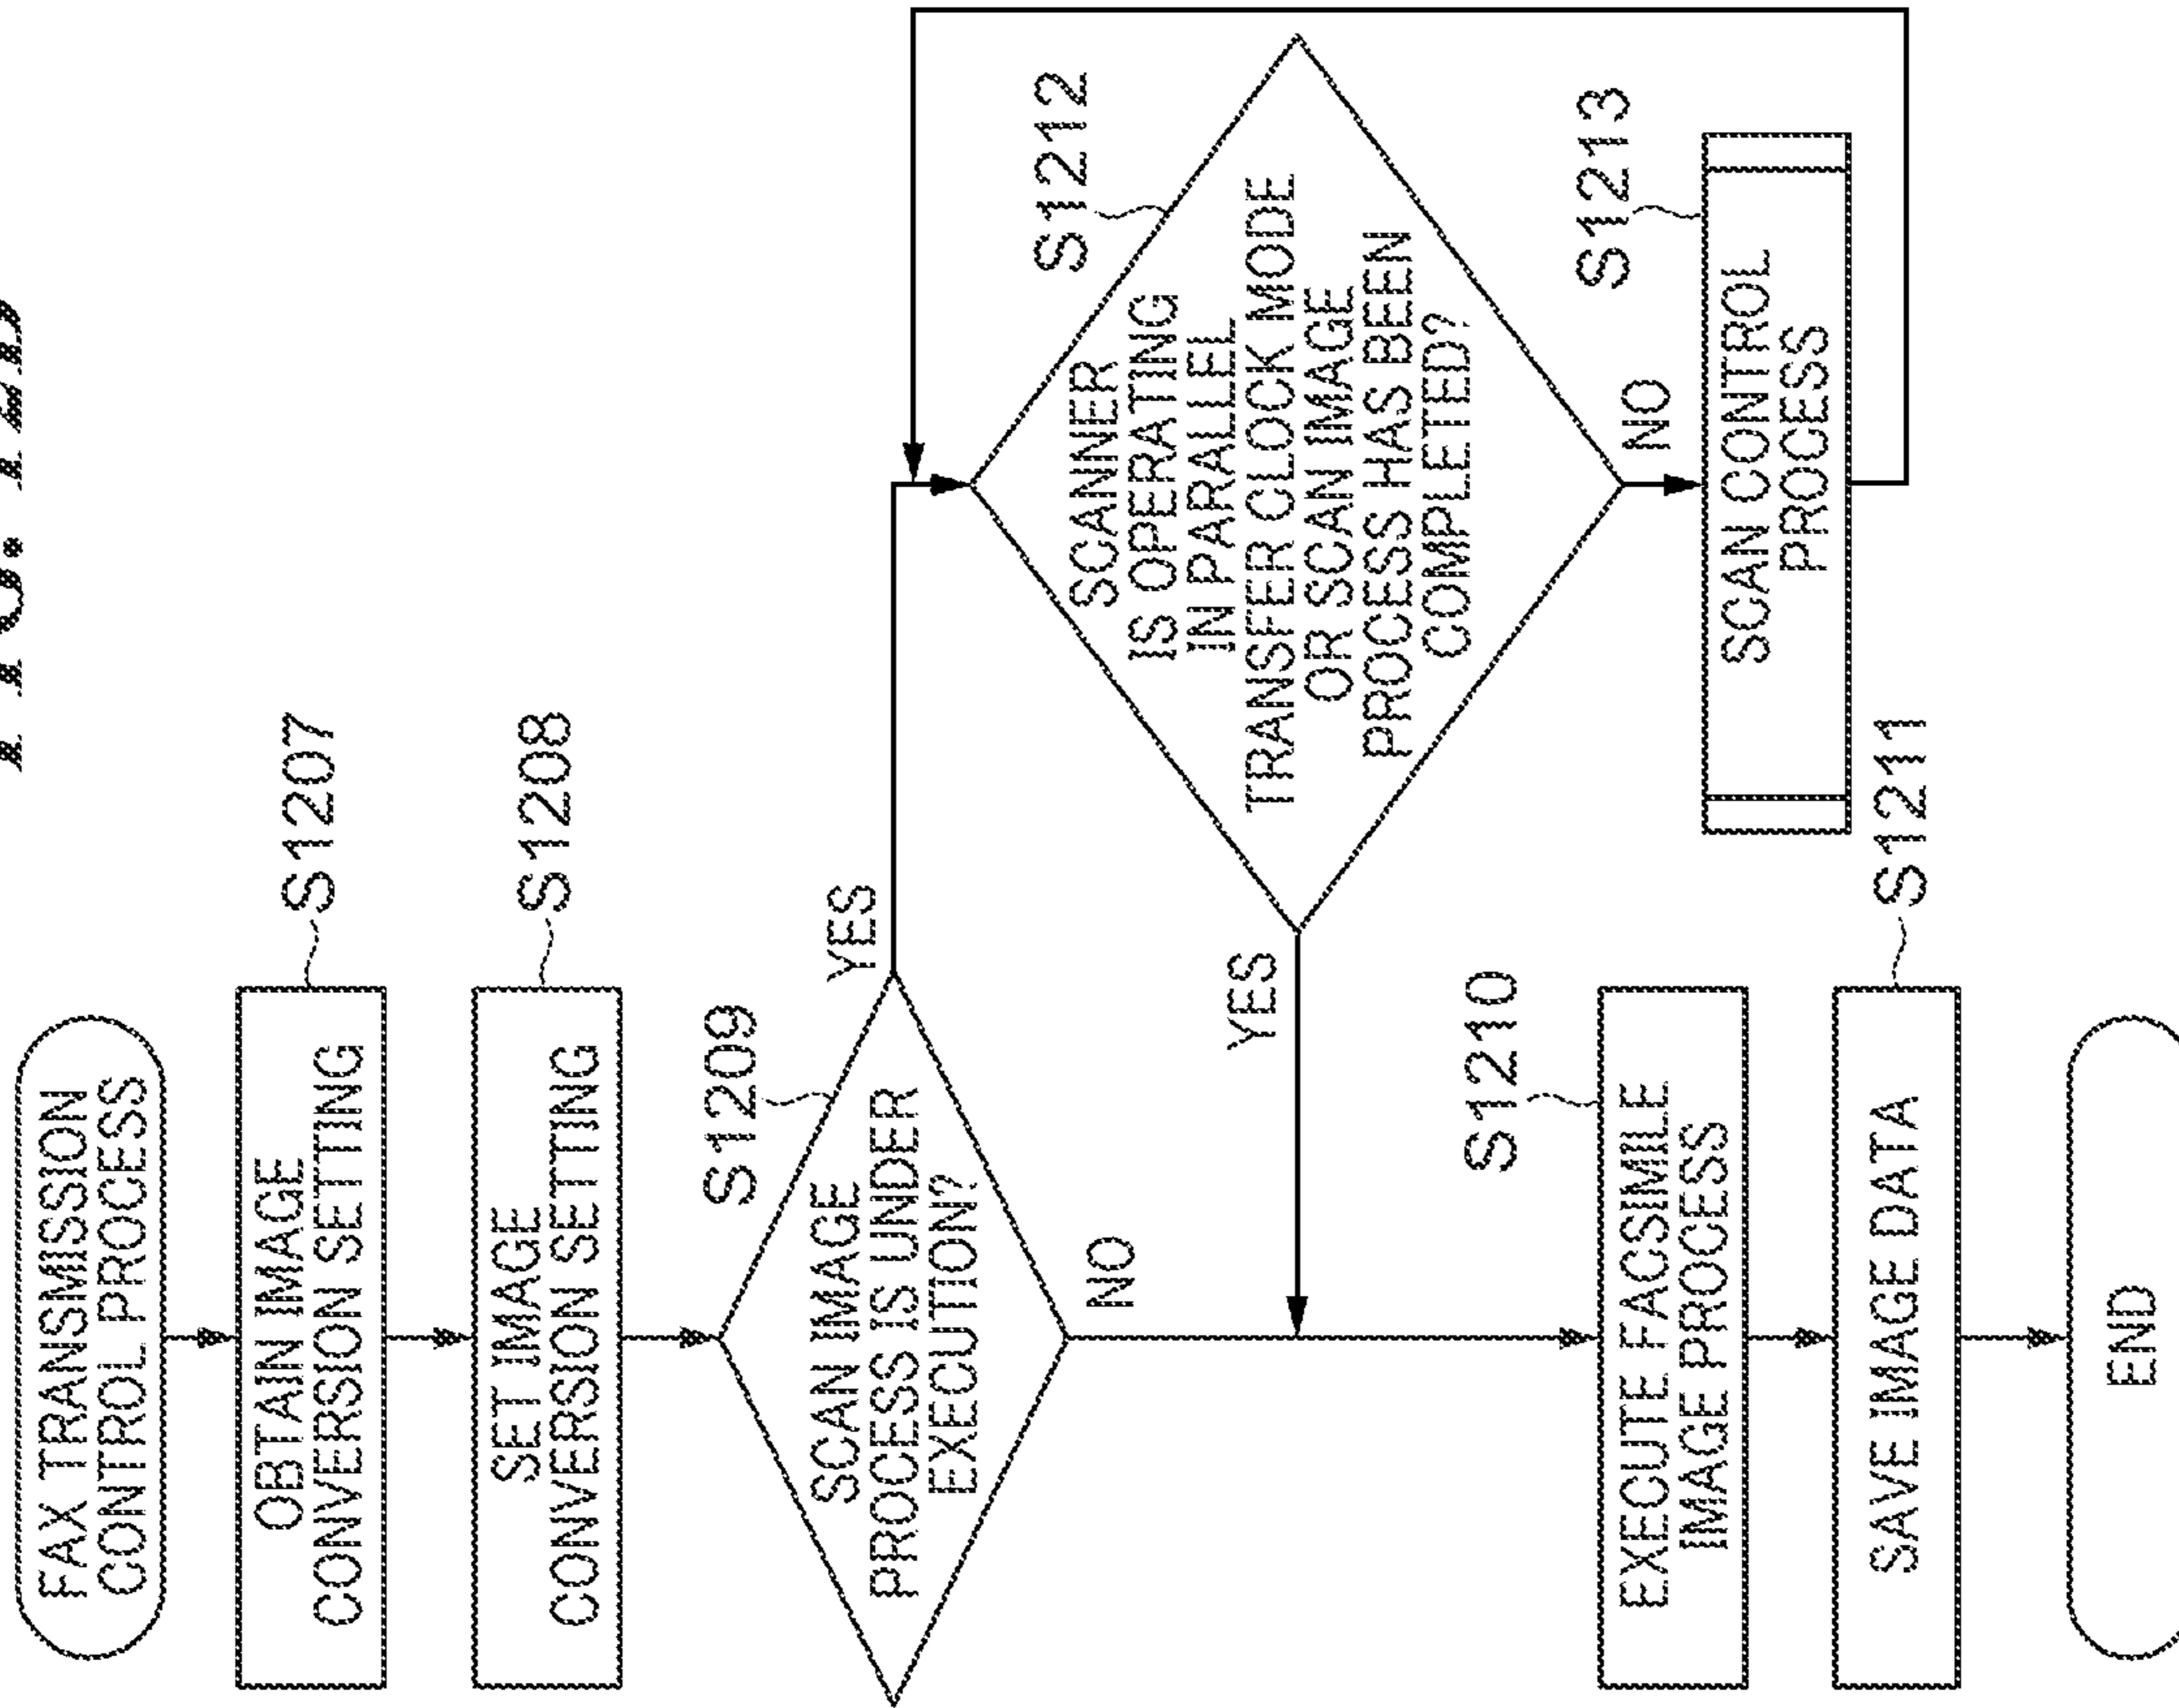 FAX TRANSMISSION
CONTROL PROCESS
S1207
OBTAIN IMAGE
CONVERSION SETTING
S1208
SET IMAGE
CONVERSION SETTING
S1209
SCAN IMAGE
PROCESS IS UNDER
EXECUTION?
YES
NO
S1212
SCANNER
IS OPERATING
IN PARALLEL
TRANSFER CLOCK MODE
OR SCAN IMAGE
PROCESS HAS BEEN
COMPLETED?
YES
NO
S1213
SCAN CONTROL
PROCESS
S1210
EXECUTE FACSIMILE
IMAGE PROCESS
S1211
SAVE IMAGE DATA
END